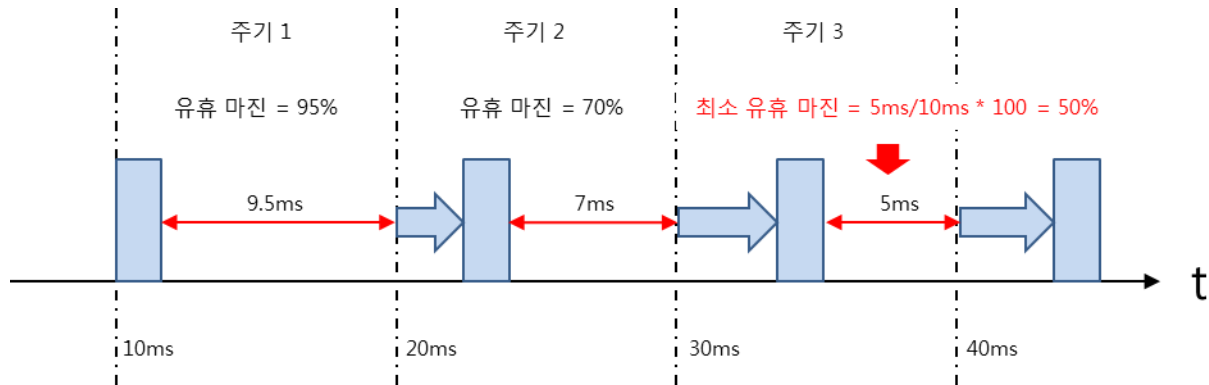 주기 1
주기 2
주기 3
유휴 마진 = 95%
유휴 마진 = 70%
최소 유휴 마진 = 5ms/10ms * 100 = 50%
9.5ms
7ms
5ms
t
10ms
20ms
30ms
40ms